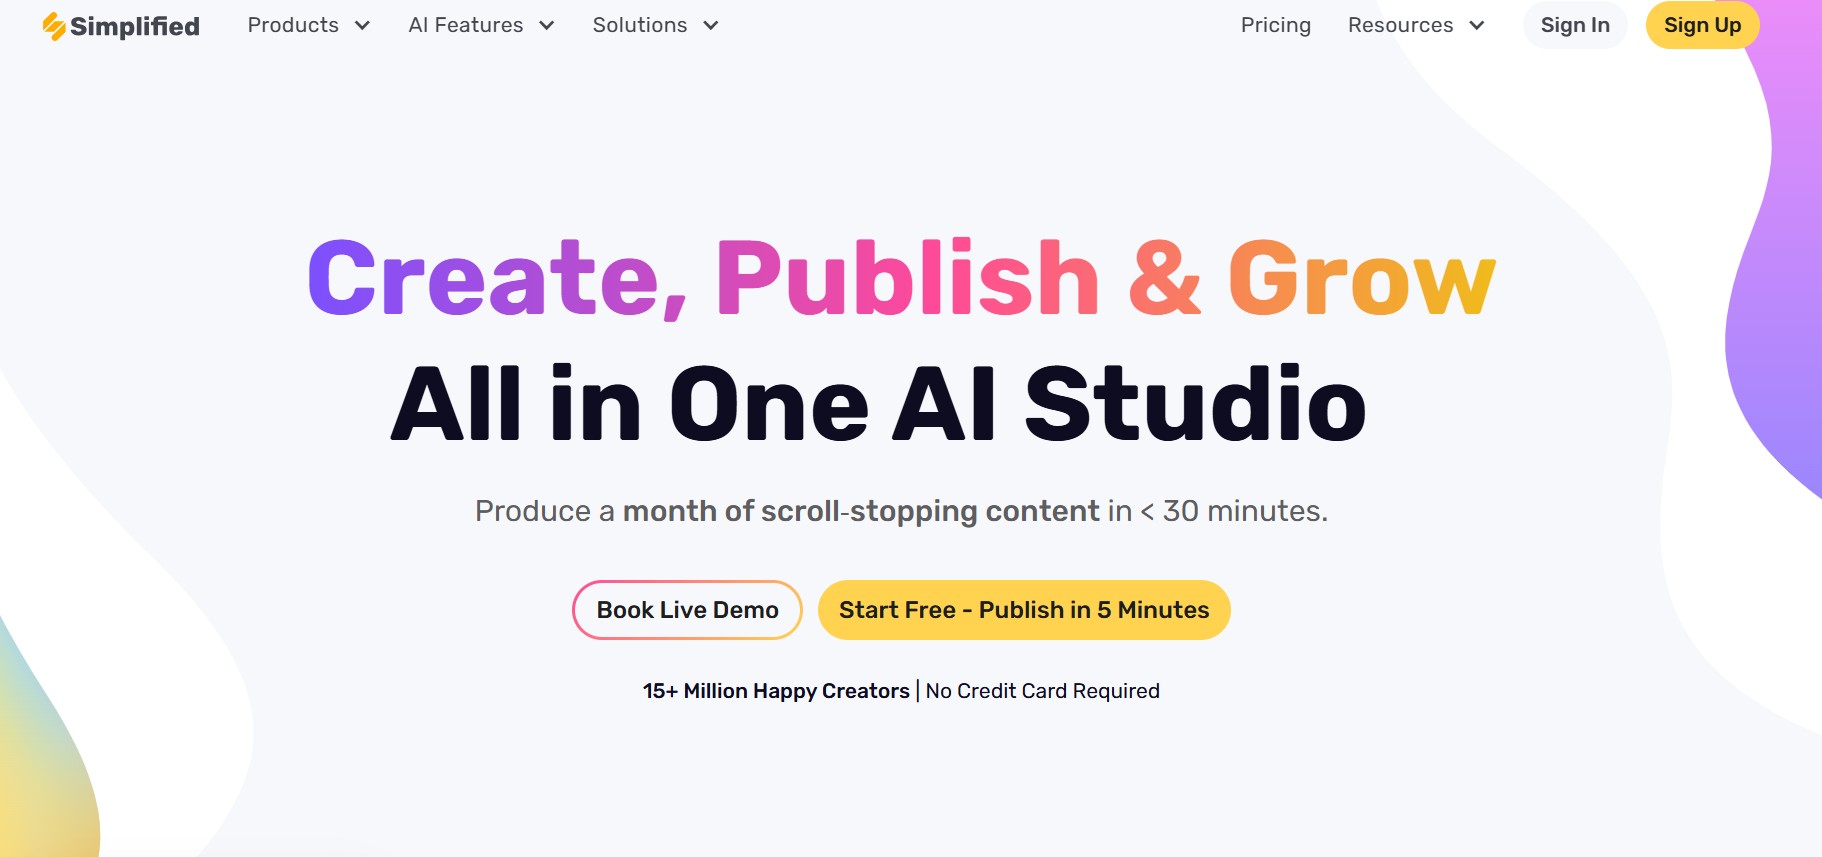 Simplified Products AI Features Solutions Pricing Resources Sign In Sign Up
Create, Publish & Grow
All in One AI Studio
Produce a month of scroll-stopping content in < 30 minutes.
Book Live Demo Start Free - Publish in 5 Minutes
15+ Million Happy Creators | No Credit Card Required